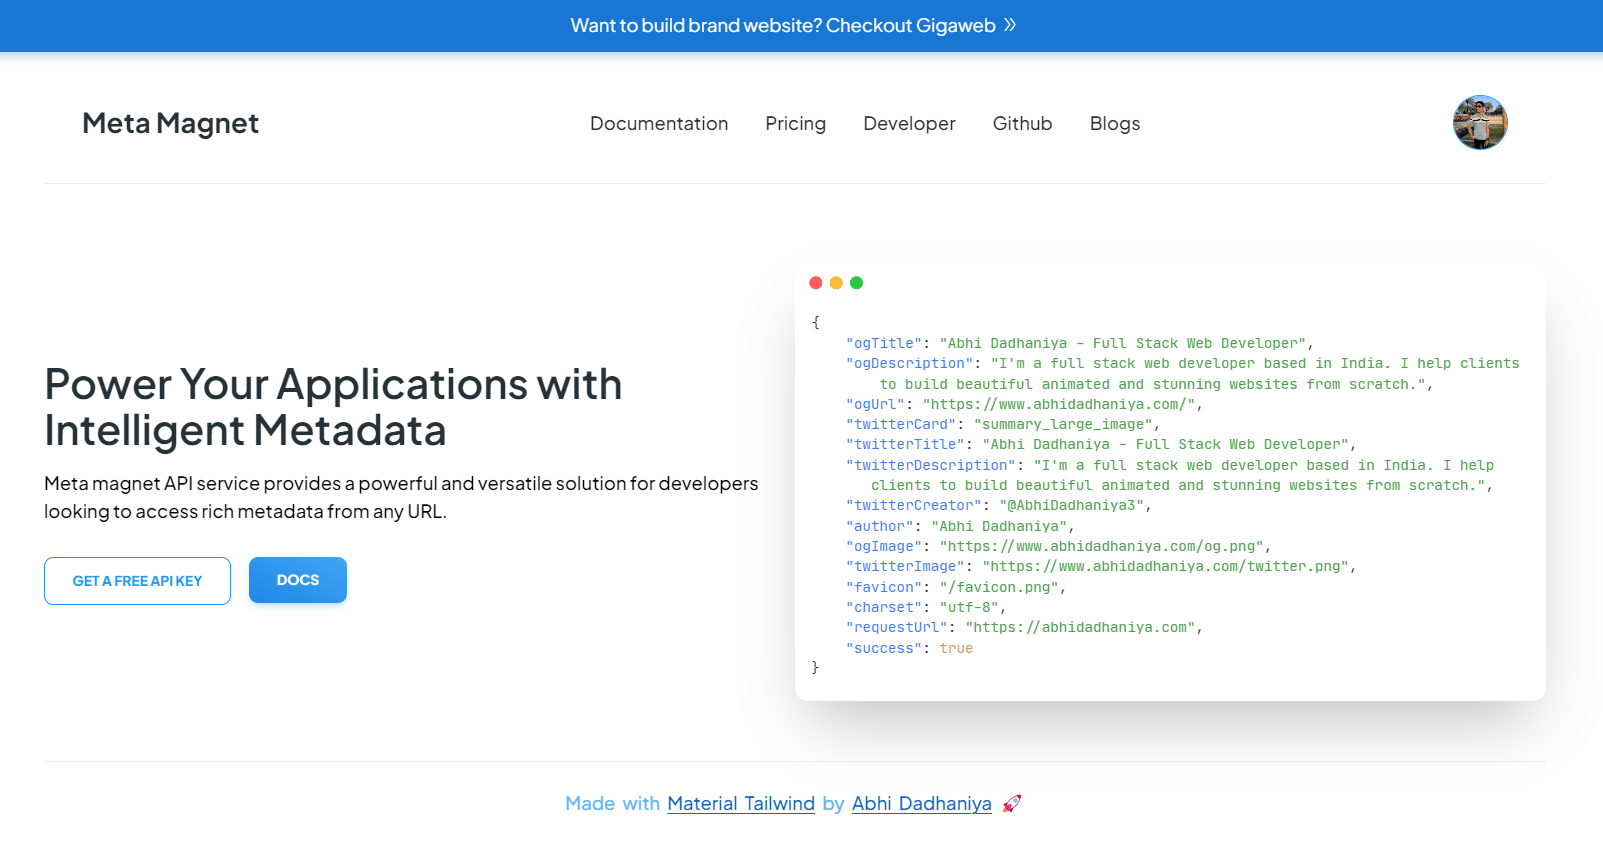 Want to build brand website? Checkout Gigaweb
Meta Magnet
Documentation
Pricing
Developer
Github
Blogs
Power Your Applications with
Intelligent Metadata
Meta magnet API service provides a powerful and versatile solution for developers
looking to access rich metadata from any URL.
GET A FREE API KEY
DOCS
{
"ogTitle": "Abhi Dadhaniya - Full Stack Web Developer",
"ogDescription": "I'm a full stack web developer based in India. I help clients
to build beautiful animated and stunning websites from scratch.",
"ogUrl": "https://www.abhidadhaniya.com/",
"twitterCard": "summary_large_image",
"twitterTitle": "Abhi Dadhaniya - Full Stack Web Developer",
"twitterDescription": "I'm a full stack web developer based in India. I help
clients to build beautiful animated and stunning websites from scratch.",
"twitterCreator": "@AbhiDadhaniya3",
"author": "Abhi Dadhaniya",
"ogImage": "https://www.abhidadhaniya.com/og.png",
"twitterImage": "https://www.abhidadhaniya.com/twitter.png",
"favicon": "/favicon.png",
"charset": "utf-8",
"requestUrl": "https://abhidadhaniya.com",
"success": true
}
Made with Material Tailwind by Abhi Dadhaniya 🚀